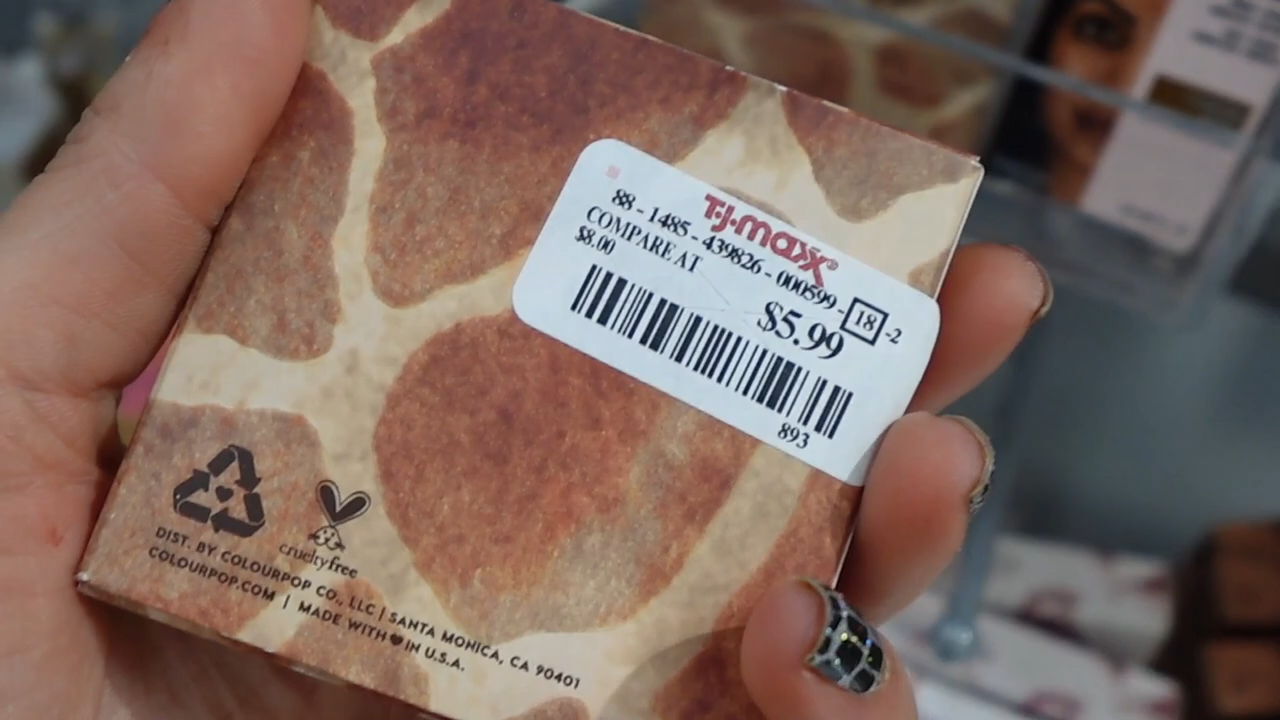 T·J·maxx®
88 - 1485 - 439826 - 000599 - 18 -2
COMPARE AT
$8.00
$5.99
893
crueltyfree
DIST. BY COLOURPOP CO., LLC | SANTA MONICA, CA 90401
COLOURPOP.COM | MADE WITH ♥ IN U.S.A.